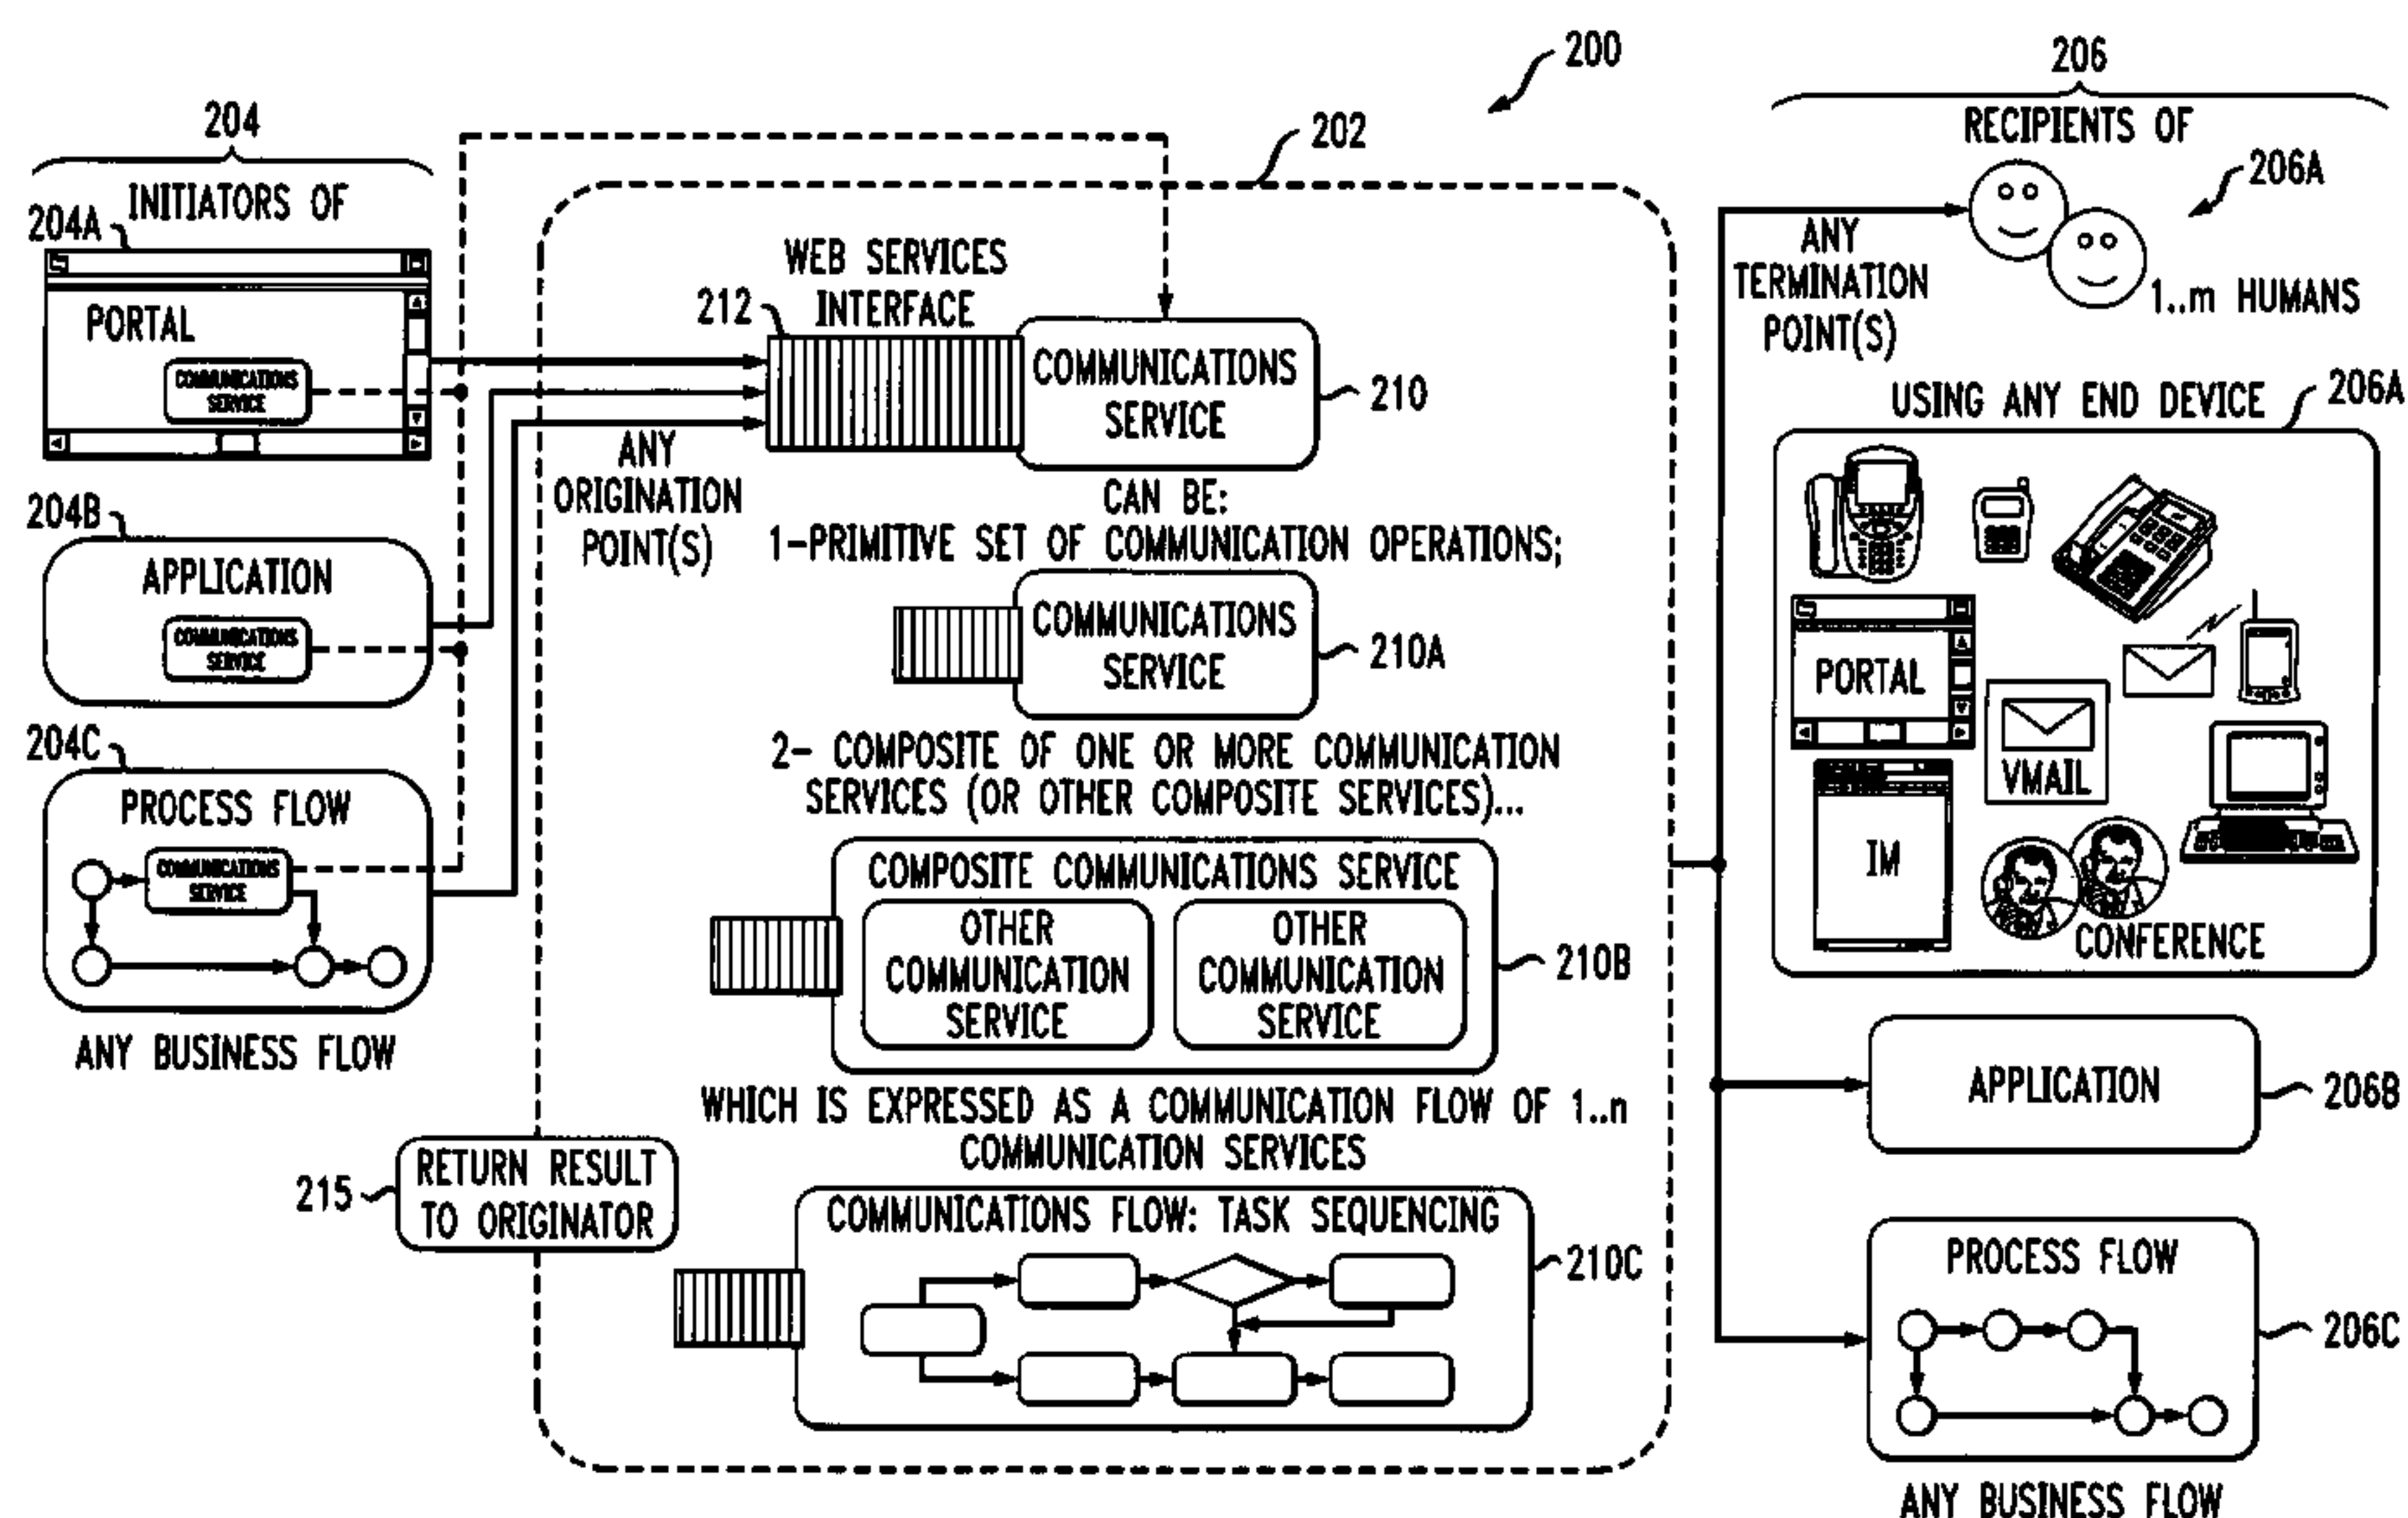 200
204
INITIATORS OF
204A
PORTAL
COMMUNICATIONS
SERVICE
204B
APPLICATION
COMMUNICATIONS
SERVICE
204C
PROCESS FLOW
COMMUNICATIONS
SERVICE
ANY BUSINESS FLOW
215
RETURN RESULT
TO ORIGINATOR
202
WEB SERVICES
INTERFACE
212
COMMUNICATIONS
SERVICE
210
ANY
ORIGINATION
POINT(S)
CAN BE:
1-PRIMITIVE SET OF COMMUNICATION OPERATIONS;
COMMUNICATIONS
SERVICE
210A
2- COMPOSITE OF ONE OR MORE COMMUNICATION
SERVICES (OR OTHER COMPOSITE SERVICES)...
COMPOSITE COMMUNICATIONS SERVICE
OTHER
COMMUNICATION
SERVICE
OTHER
COMMUNICATION
SERVICE
210B
WHICH IS EXPRESSED AS A COMMUNICATION FLOW OF 1..n
COMMUNICATION SERVICES
COMMUNICATIONS FLOW: TASK SEQUENCING
210C
206
RECIPIENTS OF
206A
ANY
TERMINATION
POINT(S)
1..m HUMANS
USING ANY END DEVICE
206A
PORTAL
VMAIL
IM
CONFERENCE
APPLICATION
206B
PROCESS FLOW
206C
ANY BUSINESS FLOW